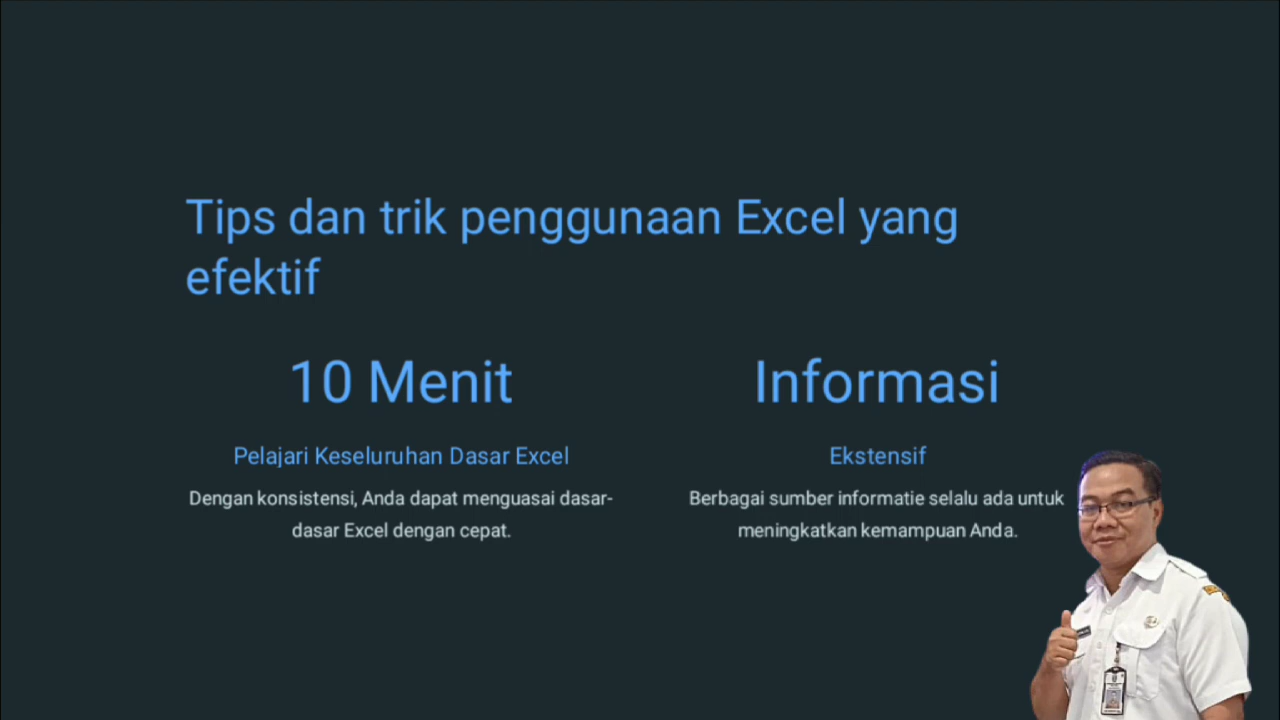 Tips dan trik penggunaan Excel yang
efektif
10 Menit
Pelajari Keseluruhan Dasar Excel
Dengan konsistensi, Anda dapat menguasai dasar-
dasar Excel dengan cepat.
Informasi
Ekstensif
Berbagai sumber informatie selalu ada untuk
meningkatkan kemampuan Anda.